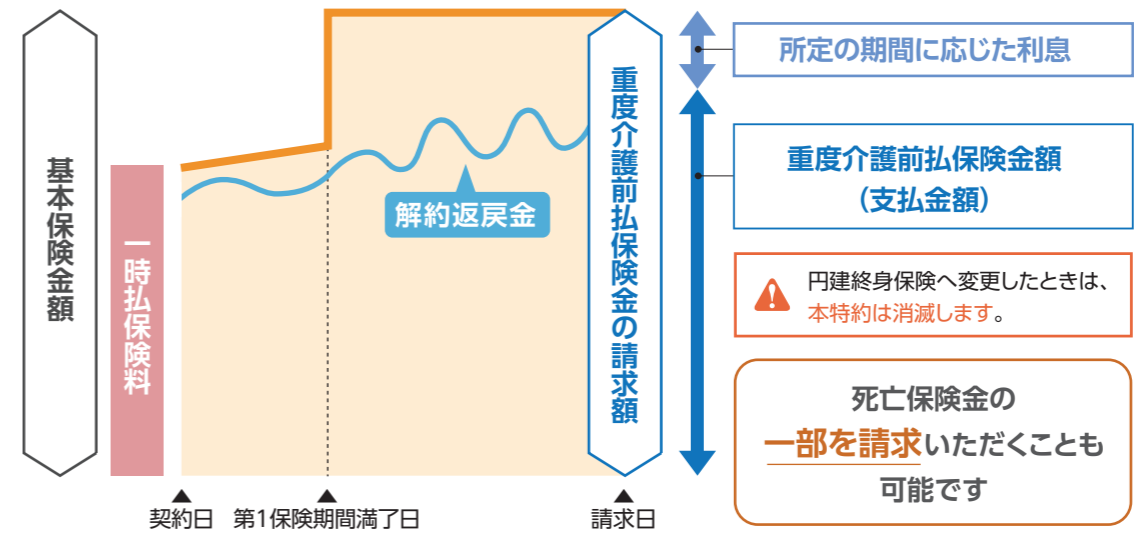 基本保険金額
一時払保険料
解約返戻金
重度介護前払保険金の請求額
所定の期間に応じた利息
重度介護前払保険金額
（支払金額）
円建終身保険へ変更したときは、
本特約は消滅します。
死亡保険金の
一部を請求いただくことも
可能です
契約日
第1保険期間満了日
請求日